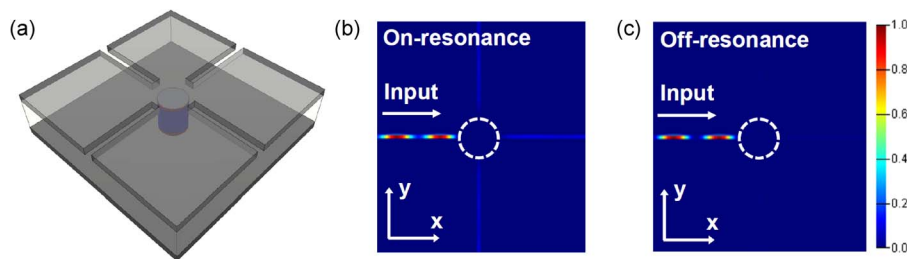 (a)
(b)
On-resonance
Input
y
x
(c)
Off-resonance
Input
y
x
1.0
0.8
0.6
0.4
0.2
0.0